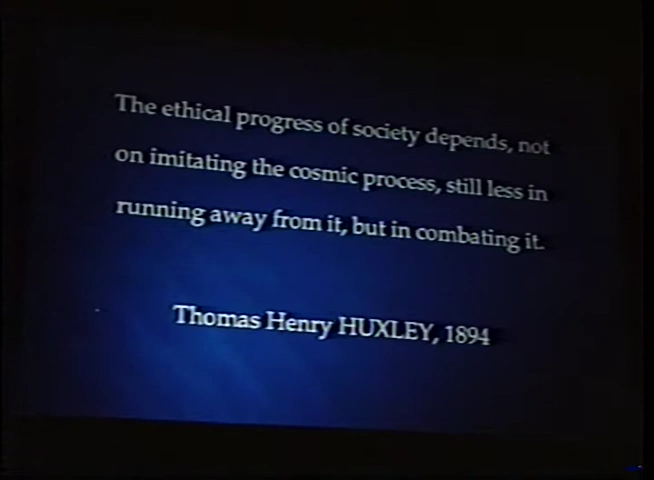 The ethical progress of society depends, not
on imitating the cosmic process, still less in
running away from it, but in combating it.
Thomas Henry HUXLEY, 1894